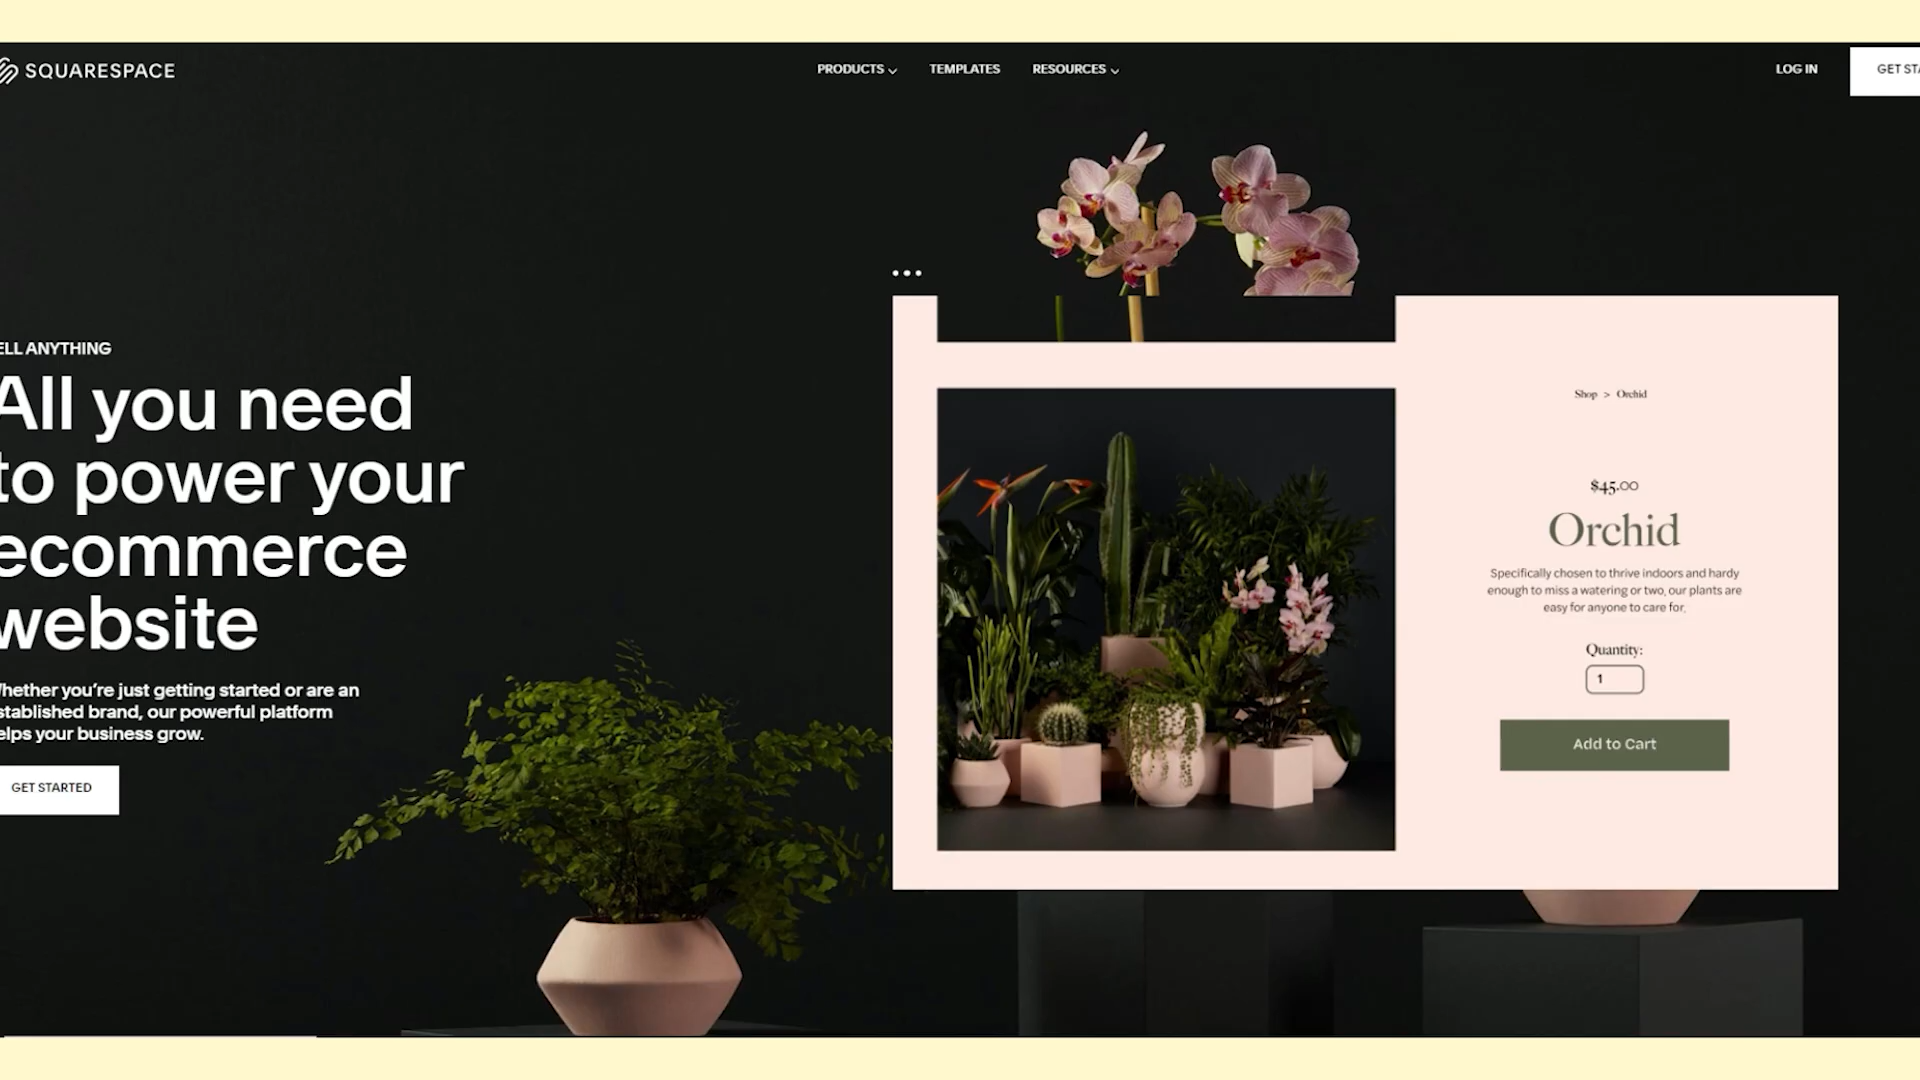 SQUARESPACE
PRODUCTS
TEMPLATES
RESOURCES
LOG IN
GET STA
ELL ANYTHING
All you need
to power your
ecommerce
website
Whether you’re just getting started or are an
stablished brand, our powerful platform
elps your business grow.
GET STARTED
Shop > Orchid
$45.00
Orchid
Specifically chosen to thrive indoors and hardy
enough to miss a watering or two, our plants are
easy for anyone to care for.
Quantity:
1
Add to Cart